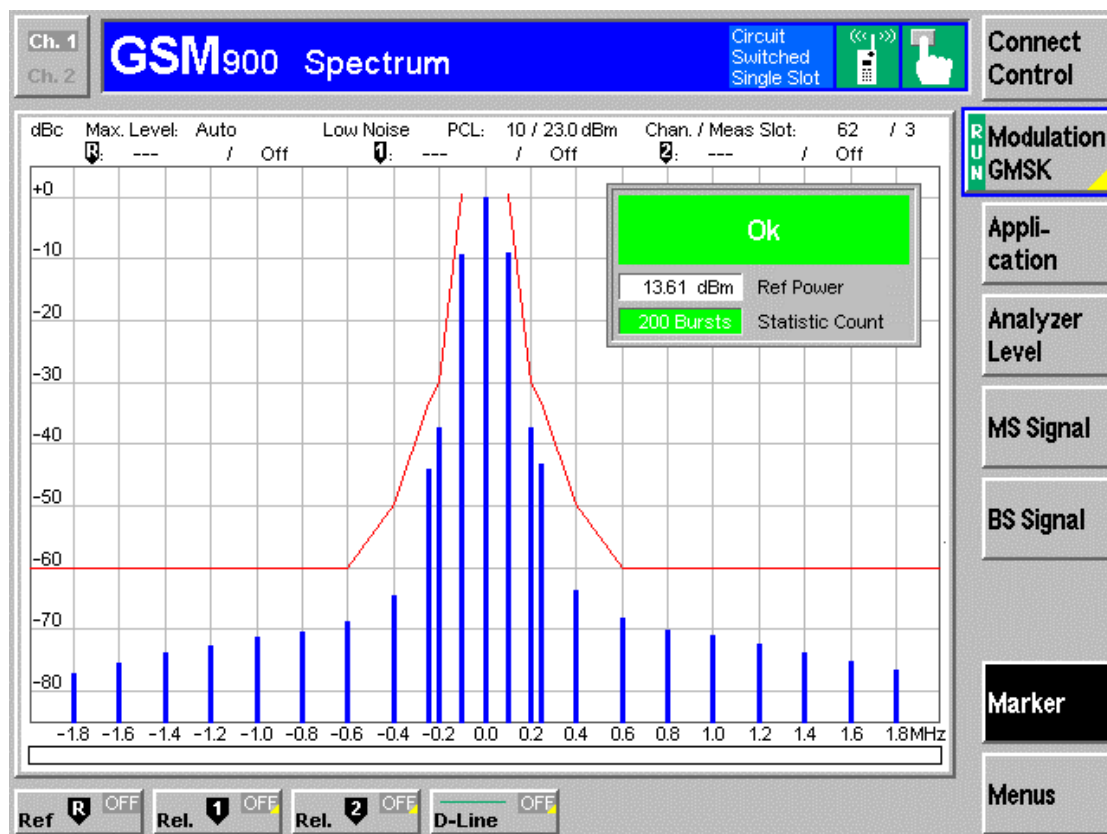 Ch. 1
Ch. 2
GSM900 Spectrum
Circuit
Switched
Single Slot
Connect
Control
dBc Max. Level: Auto Low Noise PCL: 10 / 23.0 dBm Chan. / Meas Slot: 62 / 3
R: --- / Off 1: --- / Off 2: --- / Off
RUN
Modulation
GMSK
Appli-
cation
Analyzer
Level
MS Signal
BS Signal
Marker
Menus
+0
-10
-20
-30
-40
-50
-60
-70
-80
Ok
13.61 dBm Ref Power
200 Bursts Statistic Count
-1.8 -1.6 -1.4 -1.2 -1.0 -0.8 -0.6 -0.4 -0.2 0.0 0.2 0.4 0.6 0.8 1.0 1.2 1.4 1.6 1.8 MHz
Ref R OFF
Rel. 1 OFF
Rel. 2 OFF
D-Line OFF